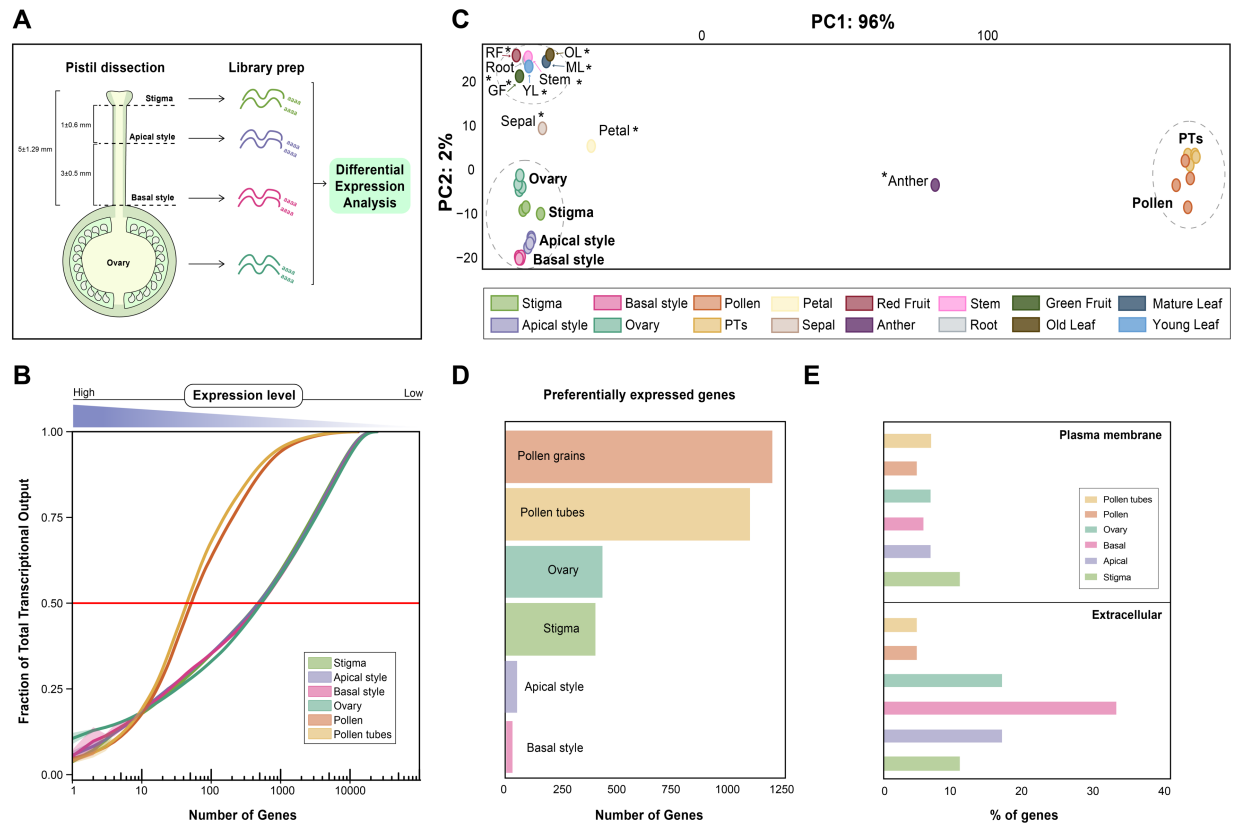 A
Pistil dissection
Library prep
Stigma
Apical style
Basal style
Ovary
1±0.6 mm
5±1.29 mm
3±0.5 mm
aaaa
aaaa
aaaa
aaaa
aaaa
aaaa
aaaa
aaaa
Differential
Expression
Analysis
C
PC1: 96%
0
100
PC2: 2%
20
10
0
−10
−20
RF*
OL*
Root
ML*
*
Stem
*
GF
YL*
Sepal*
Petal*
Ovary
Stigma
Apical style
Basal style
*Anther
PTs
Pollen
Stigma
Basal style
Pollen
Petal
Red Fruit
Stem
Green Fruit
Mature Leaf
Apical style
Ovary
PTs
Sepal
Anther
Root
Old Leaf
Young Leaf
B
High
Expression level
Low
Fraction of Total Transcriptional Output
1.00
0.75
0.50
0.25
0.00
Stigma
Apical style
Basal style
Ovary
Pollen
Pollen tubes
1
10
100
1000
10000
Number of Genes
D
Preferentially expressed genes
Pollen grains
Pollen tubes
Ovary
Stigma
Apical style
Basal style
0
250
500
750
1000
1250
Number of Genes
E
Plasma membrane
Pollen tubes
Pollen
Ovary
Basal
Apical
Stigma
Extracellular
0
10
20
30
40
% of genes